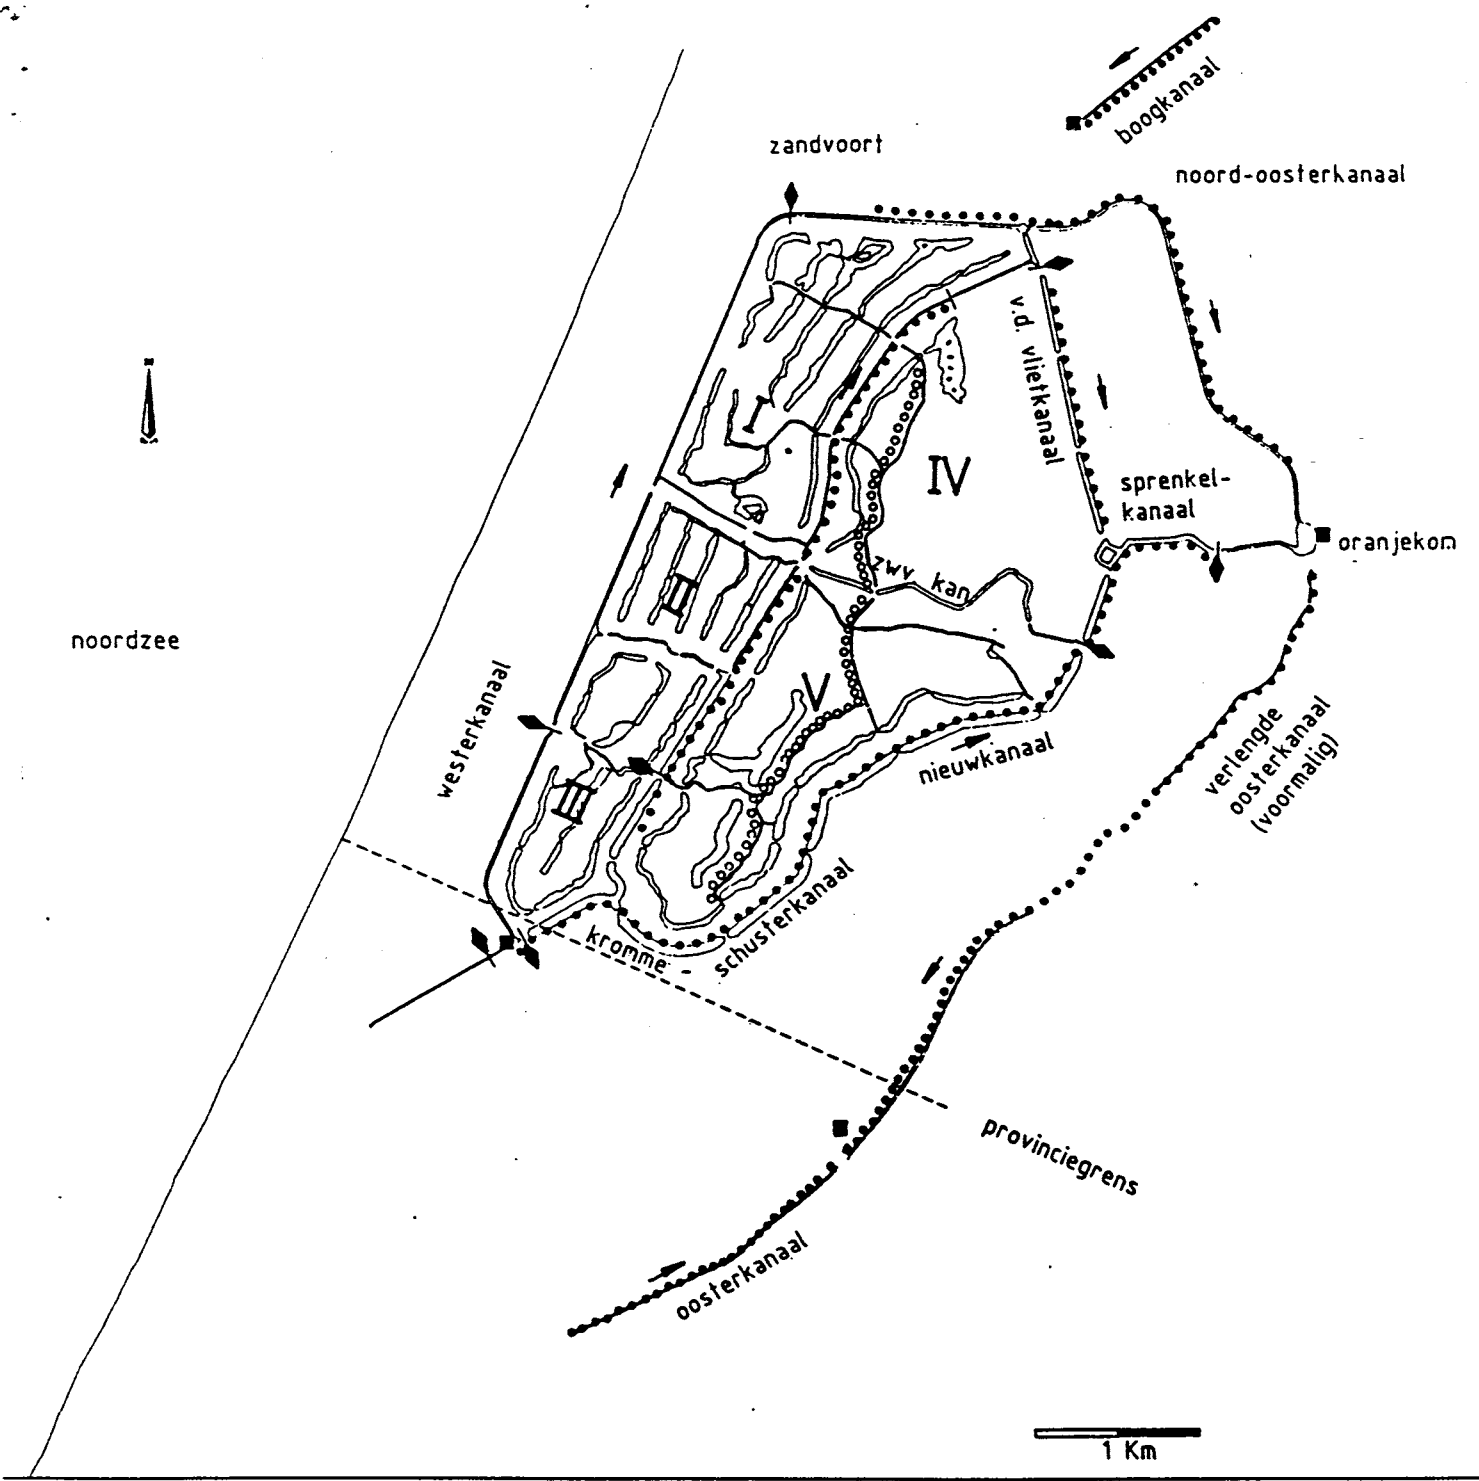 boogkanaal
zandvoort
noord-oosterkanaal
v.d. vlietkanaal
I
IV
sprenkel-
kanaal
oranjekom
zwv kan
II
noordzee
westerkanaal
V
nieuwkanaal
verlengde
oosterkanaal
(voormalig)
III
kromme -
schusterkanaal
provinciegrens
oosterkanaal
1 Km